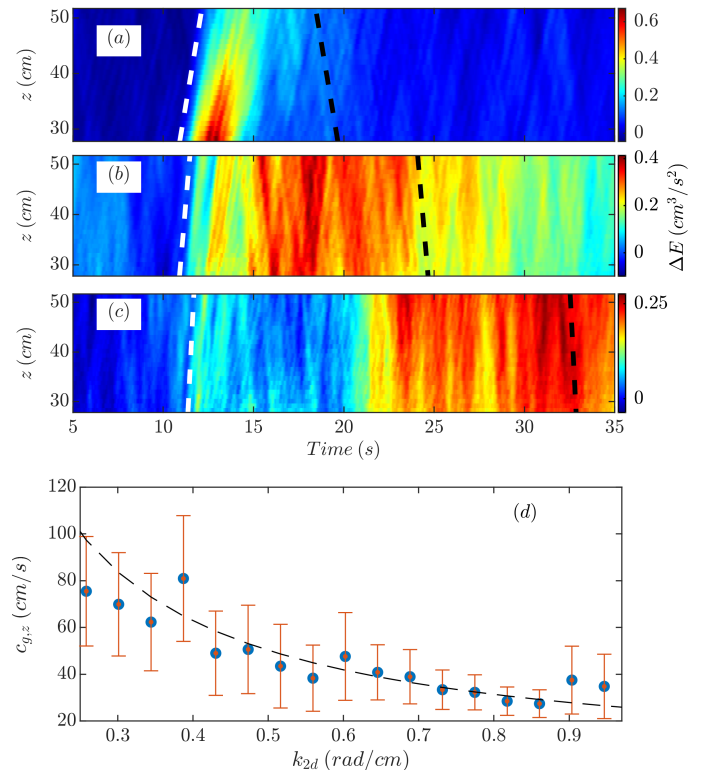 50
40
30
z (cm)
(a)
0.6
0.4
0.2
0
50
40
30
z (cm)
(b)
0.4
0.2
0
ΔE (cm³/s²)
50
40
30
z (cm)
(c)
0.25
0
5 10 15 20 25 30 35
Time (s)
120
100
80
60
40
20
c_{g,z} (cm/s)
(d)
0.3 0.4 0.5 0.6 0.7 0.8 0.9
k_{2d} (rad/cm)